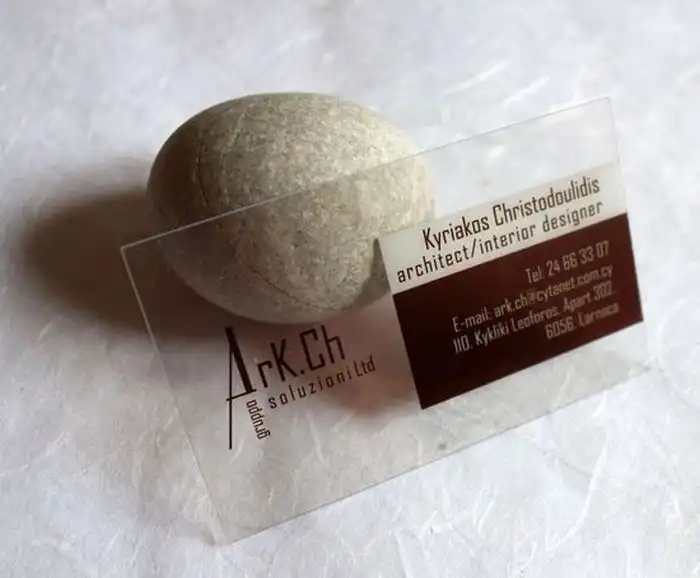 ArK.Ch
soluzioni Ltd
gruppo
Kyriakos Christodoulidis
architect/interior designer
Tel: 24 66 33 07
E-mail: ark.ch@cytanet.com.cy
110, Kykliki Leoforos, Apart 302,
6056, Larnaca